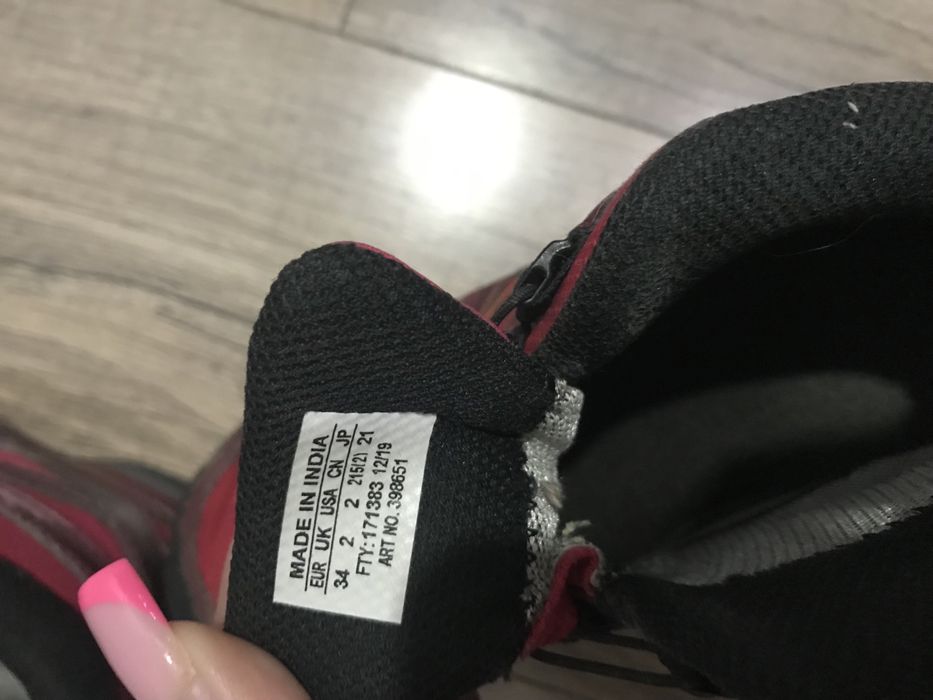 MADE IN INDIA
EUR UK USA CN JP
34 2 2 215(2) 21
FTY:171383 12/19
ART NO. 398651